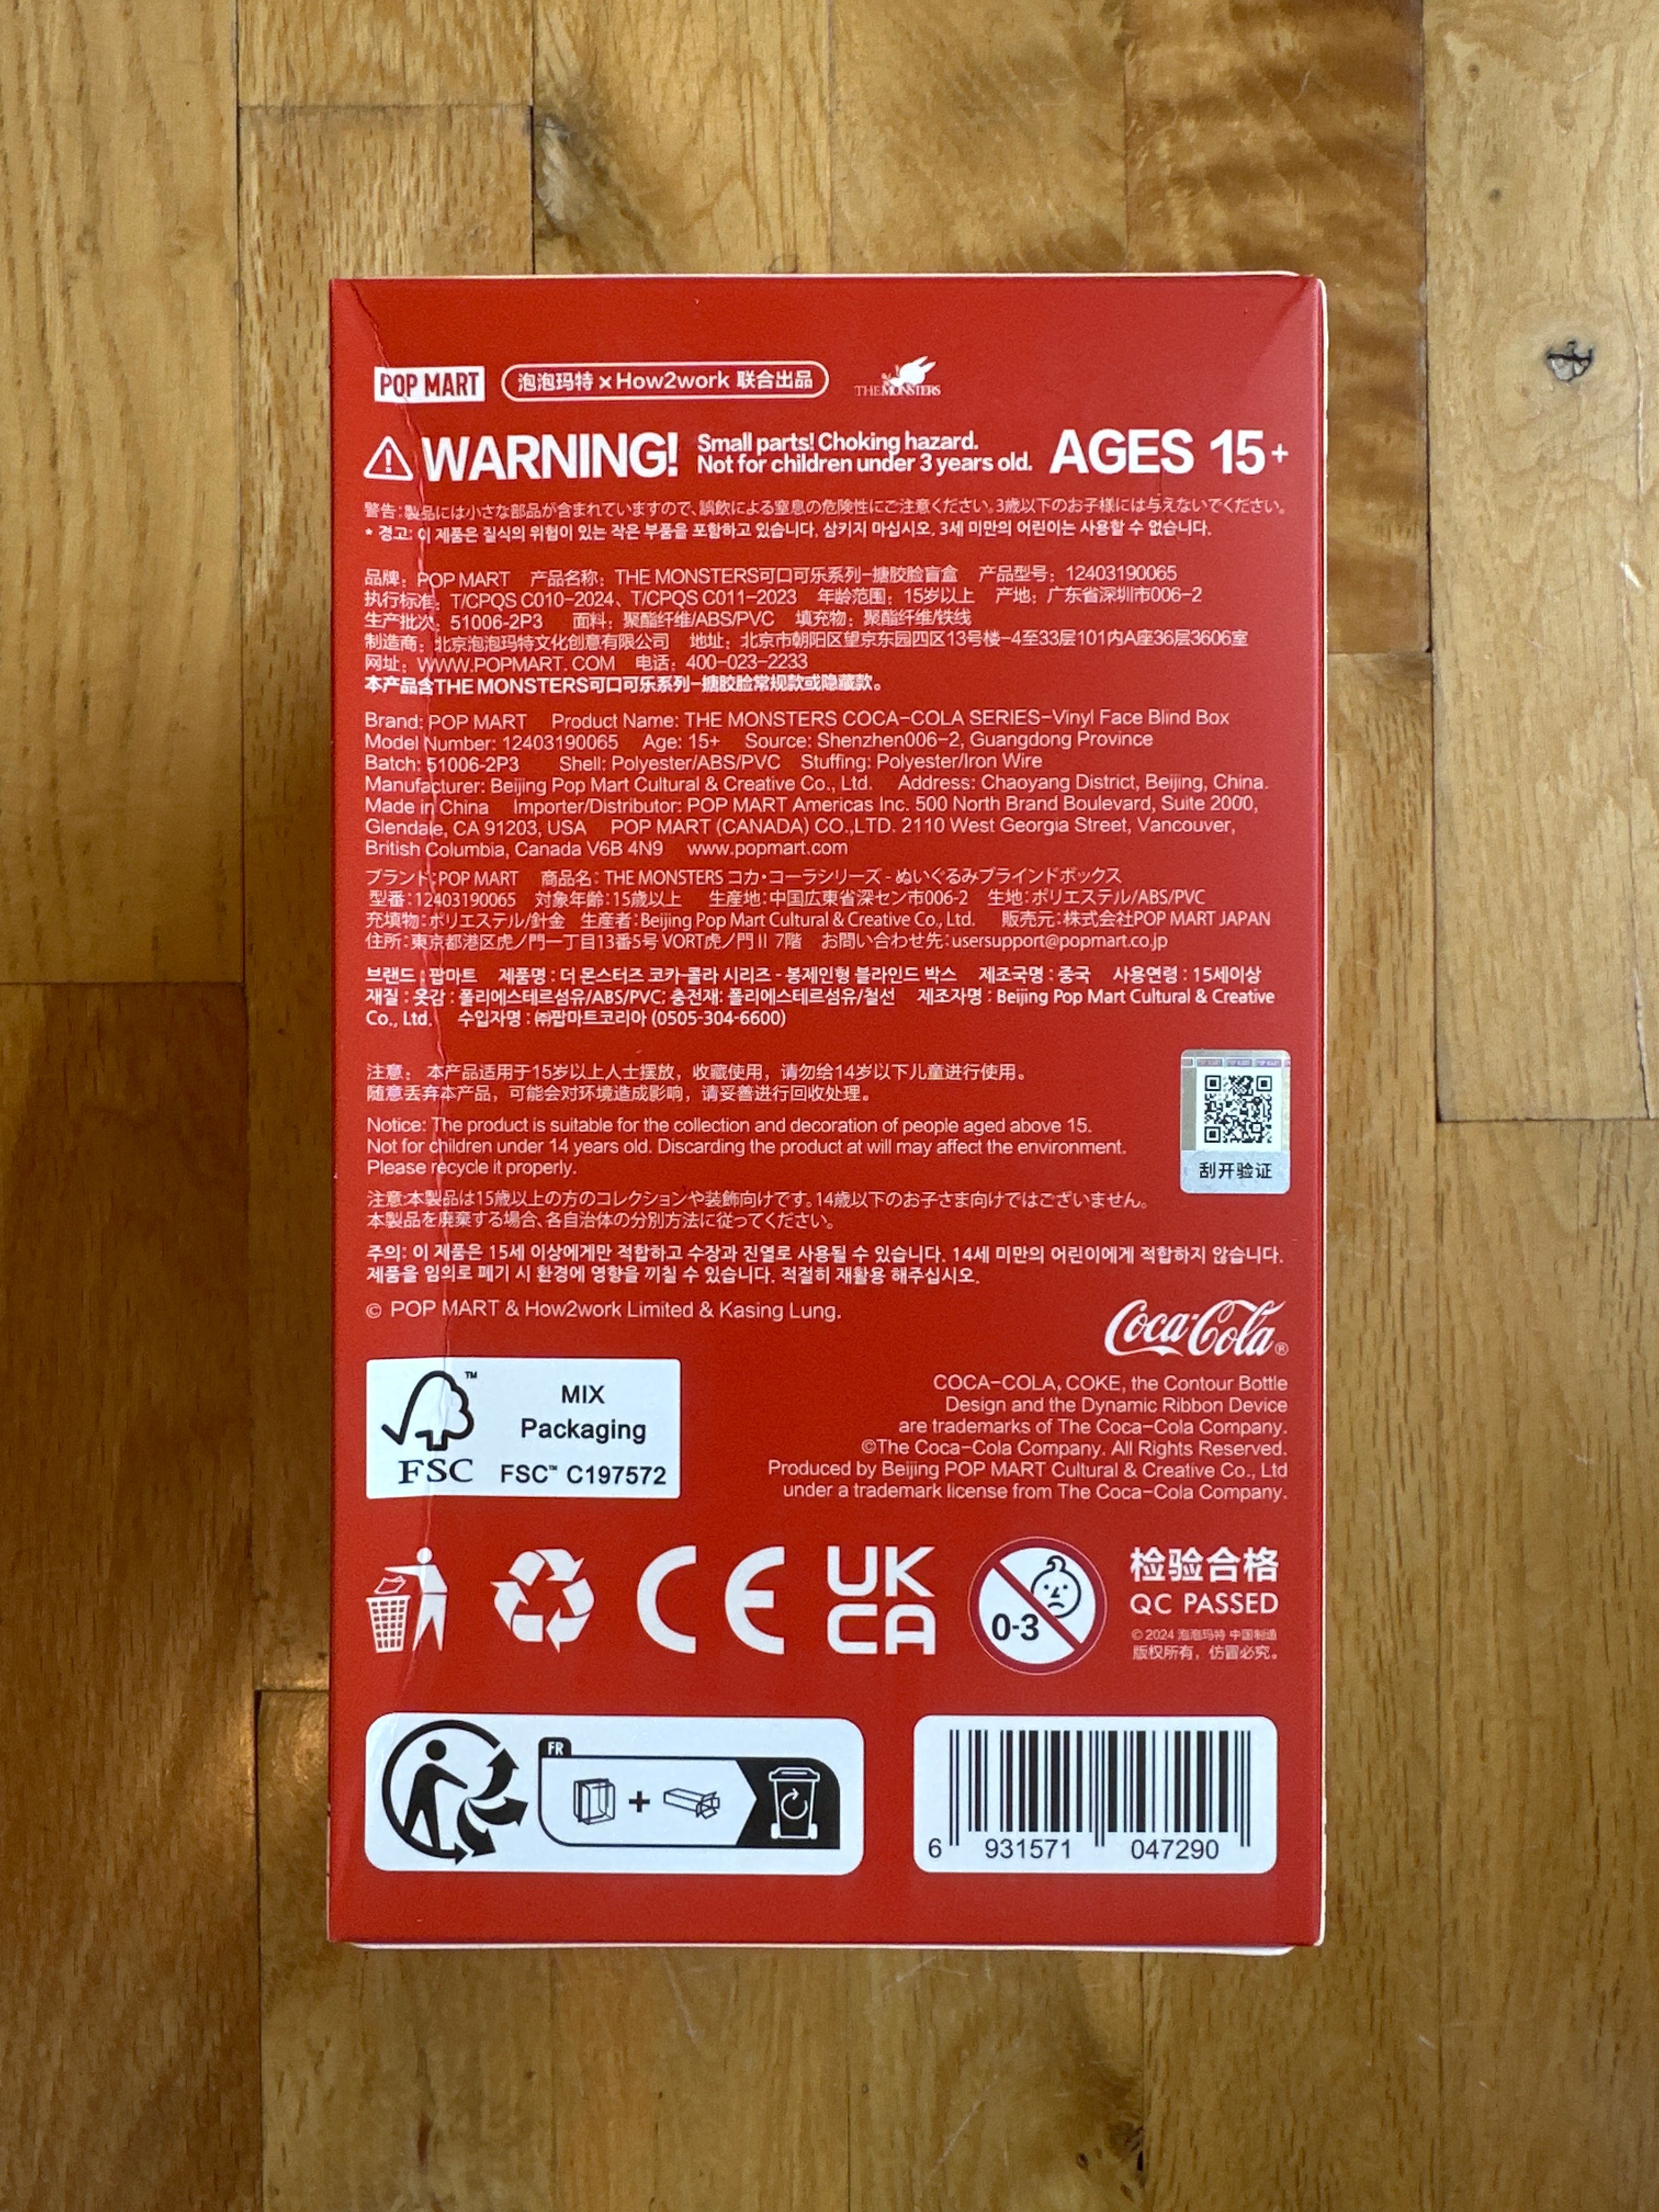 POP MART 泡泡玛特 × How2work 联合出品 THE MONSTERS
WARNING! Small parts! Choking hazard. AGES 15+
Not for children under 3 years old.
警告:製品には小さな部品が含まれていますので、誤飲による窒息の危険性にご注意ください。3歳以下のお子様には与えないでください。
* 경고: 이 제품은 질식의 위험이 있는 작은 부품을 포함하고 있습니다. 삼키지 마십시오. 3세 미만의 어린이는 사용할 수 없습니다.
品牌：POP MART 产品名称：THE MONSTERS可口可乐系列-搪胶脸盲盒 产品型号：12403190065
执行标准：T/CPQS C010-2024、T/CPQS C011-2023 年龄范围：15岁以上 产地：广东省深圳市006-2
生产批次：51006-2P3 面料：聚酯纤维/ABS/PVC 填充物：聚酯纤维/铁线
制造商：北京泡泡玛特文化创意有限公司 地址：北京市朝阳区望京东园四区13号楼-4至33层101内A座36层3606室
网址：WWW.POPMART.COM 电话：400-023-2233
本产品含THE MONSTERS可口可乐系列-搪胶脸常规款或隐藏款。
Brand: POP MART Product Name: THE MONSTERS COCA-COLA SERIES-Vinyl Face Blind Box
Model Number: 12403190065 Age: 15+ Source: Shenzhen006-2, Guangdong Province
Batch: 51006-2P3 Shell: Polyester/ABS/PVC Stuffing: Polyester/Iron Wire
Manufacturer: Beijing Pop Mart Cultural & Creative Co., Ltd. Address: Chaoyang District, Beijing, China.
Made in China Importer/Distributor: POP MART Americas Inc. 500 North Brand Boulevard, Suite 2000,
Glendale, CA 91203, USA POP MART (CANADA) CO.,LTD. 2110 West Georgia Street, Vancouver,
British Columbia, Canada V6B 4N9 www.popmart.com
ブランド:POP MART 商品名: THE MONSTERS コカ・コーラシリーズ - ぬいぐるみブラインドボックス
型番:12403190065 対象年齢:15歳以上 生産地:中国広東省深セン市006-2 生地:ポリエステル/ABS/PVC
充填物:ポリエステル/針金 生産者:Beijing Pop Mart Cultural & Creative Co., Ltd. 販売元:株式会社POP MART JAPAN
住所:東京都港区虎ノ門一丁目13番5号 VORT虎ノ門Ⅱ 7階 お問い合わせ先:usersupport@popmart.co.jp
브랜드 : 팝마트 제품명 : 더 몬스터즈 코카-콜라 시리즈 - 봉제인형 블라인드 박스 제조국명 : 중국 사용연령 : 15세이상
재질 : 옷감 : 폴리에스테르섬유/ABS/PVC; 충전재: 폴리에스테르섬유/철선 제조자명 : Beijing Pop Mart Cultural & Creative
Co., Ltd. 수입자명 : ㈜팝마트코리아 (0505-304-6600)
注意：本产品适用于15岁以上人士摆放，收藏使用，请勿给14岁以下儿童进行使用。
随意丢弃本产品，可能会对环境造成影响，请妥善进行回收处理。
Notice: The product is suitable for the collection and decoration of people aged above 15.
Not for children under 14 years old. Discarding the product at will may affect the environment.
Please recycle it properly.
刮开验证
注意:本製品は15歳以上の方のコレクションや装飾向けです。14歳以下のお子さま向けではございません。
本製品を廃棄する場合、各自治体の分別方法に従ってください。
주의: 이 제품은 15세 이상에게만 적합하고 수장과 진열로 사용될 수 있습니다. 14세 미만의 어린이에게 적합하지 않습니다.
제품을 임의로 폐기 시 환경에 영향을 끼칠 수 있습니다. 적절히 재활용 해주십시오.
© POP MART & How2work Limited & Kasing Lung.
Coca-Cola®
COCA-COLA, COKE, the Contour Bottle
Design and the Dynamic Ribbon Device
are trademarks of The Coca-Cola Company.
©The Coca-Cola Company. All Rights Reserved.
Produced by Beijing POP MART Cultural & Creative Co., Ltd
under a trademark license from The Coca-Cola Company.
™
FSC
MIX
Packaging
FSC™ C197572
CE
UK
CA
0-3
检验合格
QC PASSED
© 2024 泡泡玛特 中国制造
版权所有，仿冒必究。
FR
6 931571 047290